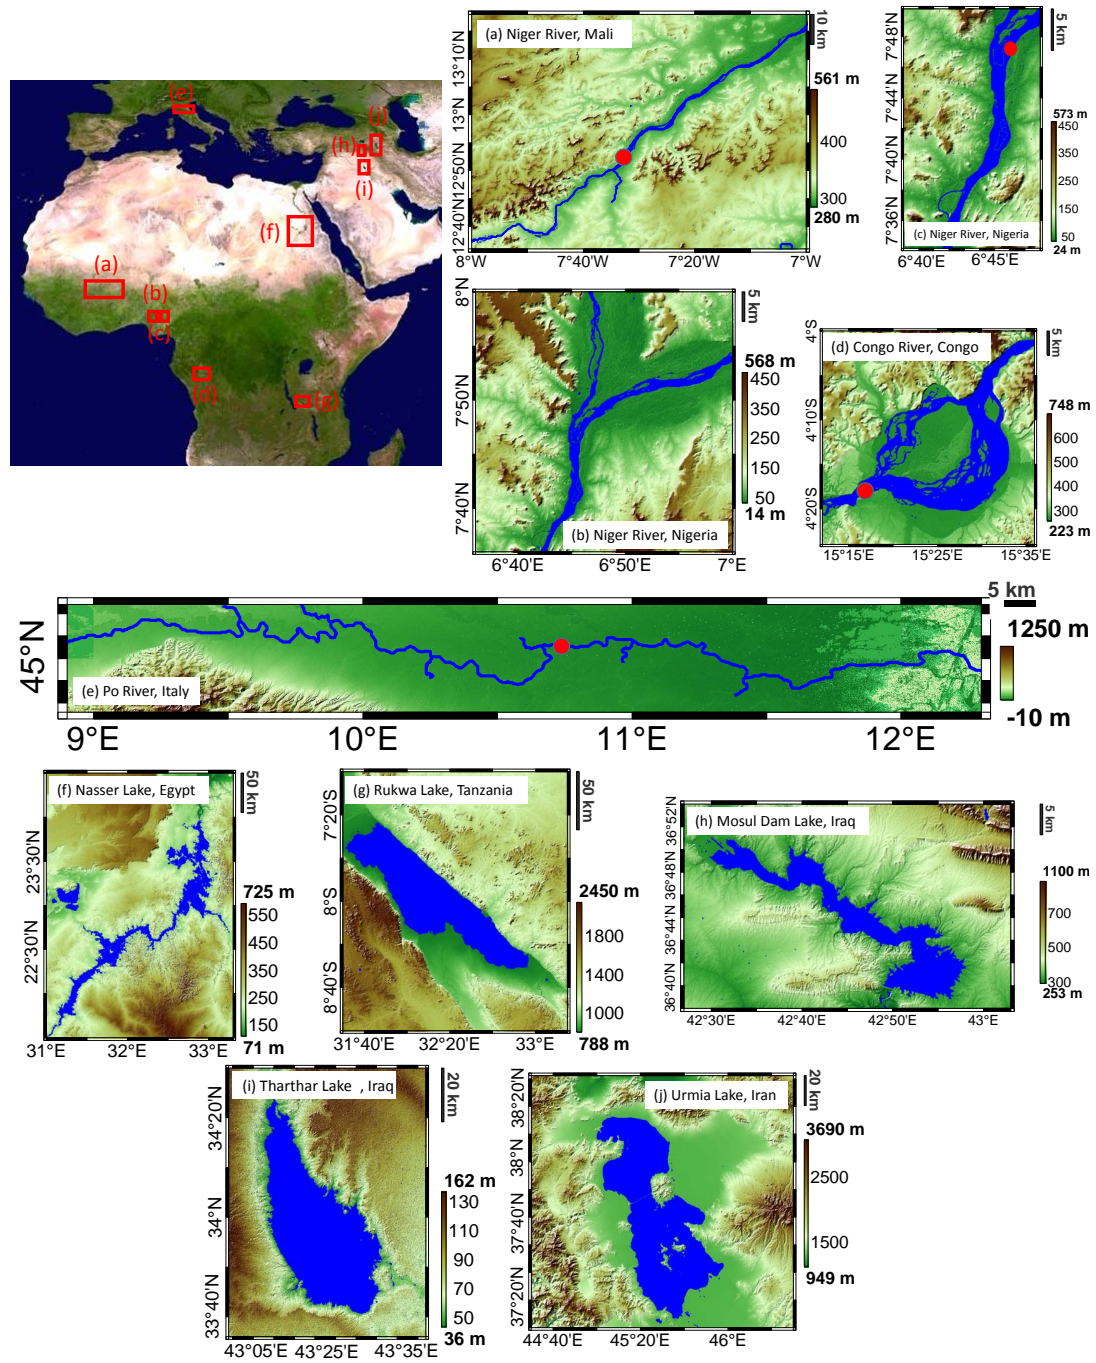 (e)
(j)
(h)
(i)
(f)
(a)
(b)
(c)
(d)
(g)
(a) Niger River, Mali
10 km
13°10'N
13°N
12°50'N
12°40'N
8°W
7°40'W
7°20'W
7°W
561 m
400
300
280 m
5 km
7°48'N
7°44'N
7°40'N
7°36'N
(c) Niger River, Nigeria
6°40'E
6°45'E
573 m
450
350
250
150
50
24 m
8°N
7°50'N
7°40'N
(b) Niger River, Nigeria
6°40'E
6°50'E
7°E
5 km
568 m
450
350
250
150
50
14 m
4°S
4°10'S
4°20'S
(d) Congo River, Congo
15°15'E
15°25'E
15°35'E
5 km
748 m
600
500
400
300
223 m
45°N
(e) Po River, Italy
9°E
10°E
11°E
12°E
5 km
1250 m
-10 m
(f) Nasser Lake, Egypt
23°30'N
22°30'N
31°E
32°E
33°E
50 km
725 m
550
450
350
250
150
71 m
(g) Rukwa Lake, Tanzania
7°20'S
8°S
8°40'S
31°40'E
32°20'E
33°E
50 km
2450 m
1800
1400
1000
788 m
(h) Mosul Dam Lake, Iraq
36°52'N
36°48'N
36°44'N
36°40'N
42°30'E
42°40'E
42°50'E
43°E
5 km
1100 m
700
500
300
253 m
(i) Tharthar Lake , Iraq
34°20'N
34°N
33°40'N
43°05'E
43°25'E
43°35'E
20 km
162 m
130
110
90
70
50
36 m
(j) Urmia Lake, Iran
38°20'N
38°N
37°40'N
37°20'N
44°40'E
45°20'E
46°E
20 km
3690 m
2500
1500
949 m